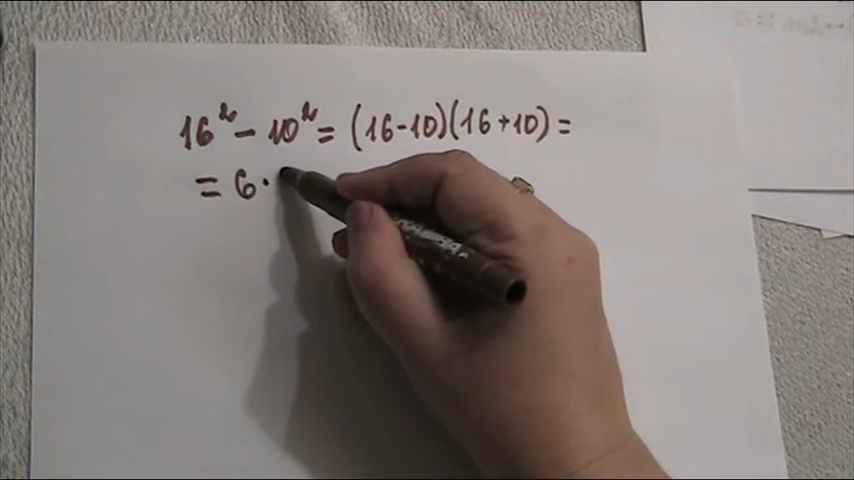 16² - 10² = (16-10)(16+10) =
= 6 ·